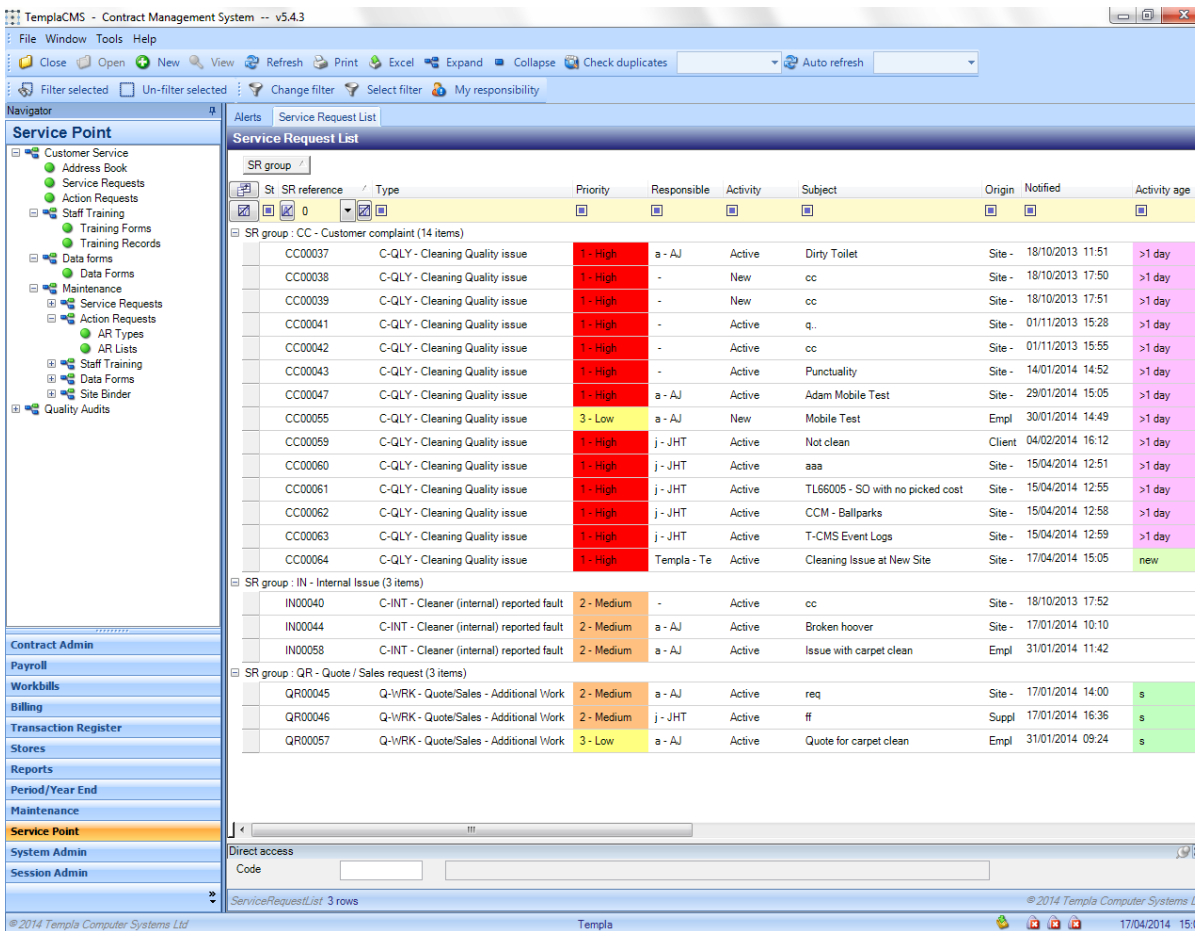 TemplaCMS - Contract Management System -- v5.4.3
File Window Tools Help
Close Open New View Refresh Print Excel Expand Collapse Check duplicates Auto refresh
Filter selected Un-filter selected Change filter Select filter My responsibility
Navigator
Service Point
Customer Service
Address Book
Service Requests
Action Requests
Staff Training
Training Forms
Training Records
Data forms
Data Forms
Maintenance
Service Requests
Action Requests
AR Types
AR Lists
Staff Training
Data Forms
Site Binder
Quality Audits
Contract Admin
Payroll
Workbills
Billing
Transaction Register
Stores
Reports
Period/Year End
Maintenance
Service Point
System Admin
Session Admin
Alerts Service Request List
Service Request List
SR group
St SR reference Type Priority Responsible Activity Subject Origin Notified Activity age
0
SR group : CC - Customer complaint (14 items)
CC00037 C-QLY - Cleaning Quality issue 1 - High a - AJ Active Dirty Toilet Site - 18/10/2013 11:51 >1 day
CC00038 C-QLY - Cleaning Quality issue 1 - High - New cc Site - 18/10/2013 17:50 >1 day
CC00039 C-QLY - Cleaning Quality issue 1 - High - New cc Site - 18/10/2013 17:51 >1 day
CC00041 C-QLY - Cleaning Quality issue 1 - High - Active q.. Site - 01/11/2013 15:28 >1 day
CC00042 C-QLY - Cleaning Quality issue 1 - High - Active cc Site - 01/11/2013 15:55 >1 day
CC00043 C-QLY - Cleaning Quality issue 1 - High - Active Punctuality Site - 14/01/2014 14:52 >1 day
CC00047 C-QLY - Cleaning Quality issue 1 - High a - AJ Active Adam Mobile Test Site - 29/01/2014 15:05 >1 day
CC00055 C-QLY - Cleaning Quality issue 3 - Low a - AJ New Mobile Test Empl 30/01/2014 14:49 >1 day
CC00059 C-QLY - Cleaning Quality issue 1 - High j - JHT Active Not clean Client 04/02/2014 16:12 >1 day
CC00060 C-QLY - Cleaning Quality issue 1 - High j - JHT Active aaa Site - 15/04/2014 12:51 >1 day
CC00061 C-QLY - Cleaning Quality issue 1 - High j - JHT Active TL66005 - SO with no picked cost Site - 15/04/2014 12:55 >1 day
CC00062 C-QLY - Cleaning Quality issue 1 - High j - JHT Active CCM - Ballparks Site - 15/04/2014 12:58 >1 day
CC00063 C-QLY - Cleaning Quality issue 1 - High j - JHT Active T-CMS Event Logs Site - 15/04/2014 12:59 >1 day
CC00064 C-QLY - Cleaning Quality issue 1 - High Templa - Te Active Cleaning Issue at New Site Site - 17/04/2014 15:05 new
SR group : IN - Internal Issue (3 items)
IN00040 C-INT - Cleaner (internal) reported fault 2 - Medium - Active cc Site - 18/10/2013 17:52
IN00044 C-INT - Cleaner (internal) reported fault 2 - Medium a - AJ Active Broken hoover Site - 17/01/2014 10:10
IN00058 C-INT - Cleaner (internal) reported fault 2 - Medium a - AJ Active Issue with carpet clean Empl 31/01/2014 11:42
SR group : QR - Quote / Sales request (3 items)
QR00045 Q-WRK - Quote/Sales - Additional Work 2 - Medium a - AJ Active req Site - 17/01/2014 14:00 s
QR00046 Q-WRK - Quote/Sales - Additional Work 2 - Medium j - JHT Active ff Suppl 17/01/2014 16:36 s
QR00057 Q-WRK - Quote/Sales - Additional Work 3 - Low a - AJ Active Quote for carpet clean Empl 31/01/2014 09:24 s
Direct access
Code
ServiceRequestList 3 rows © 2014 Templa Computer Systems L
© 2014 Templa Computer Systems Ltd Templa 17/04/2014 15:0